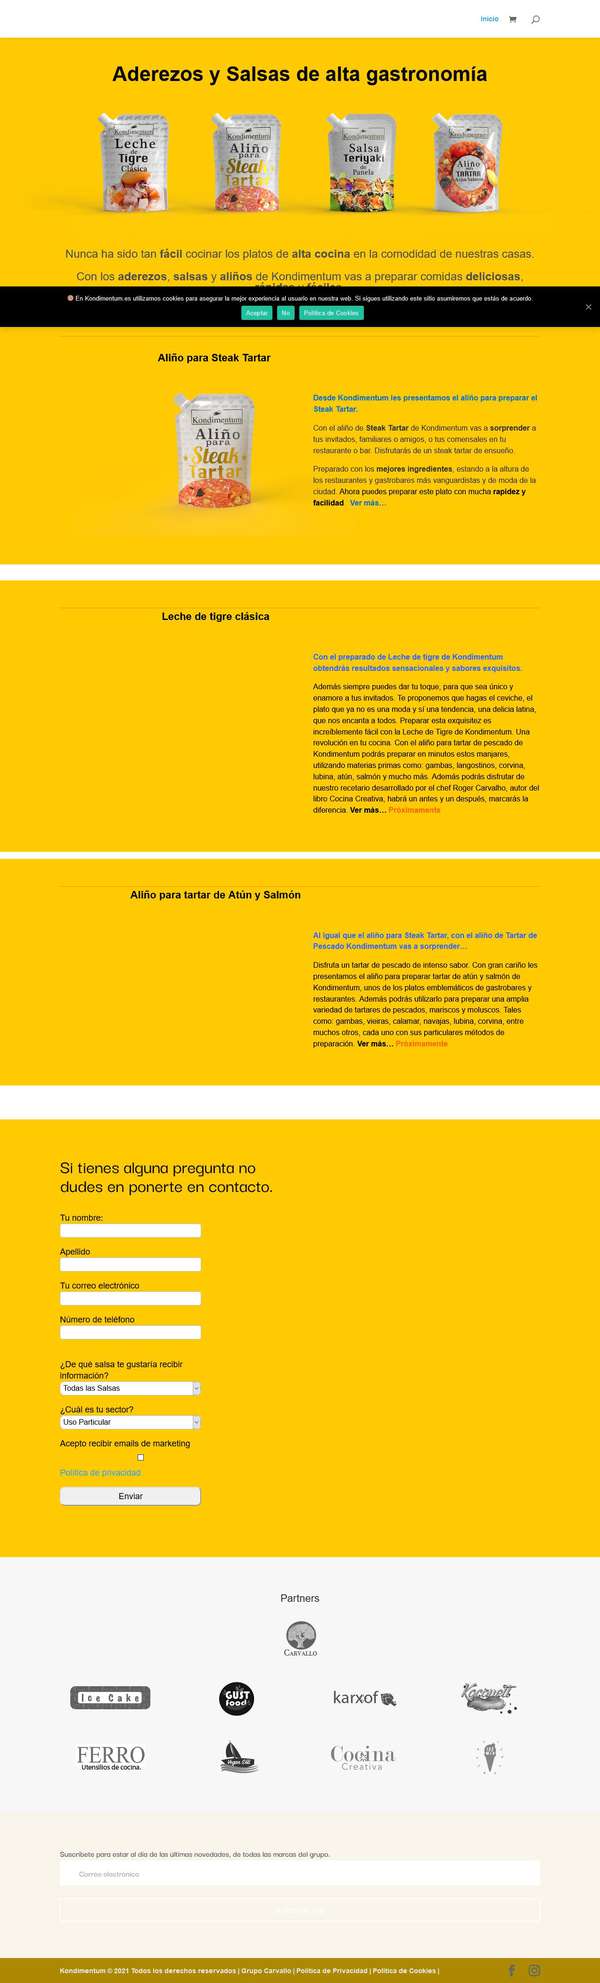 Inicio
Aderezos y Salsas de alta gastronomía
Kondimentum
Leche
de
Tigre
Clásica
Kondimentum
Aliño
para
Steak
Tartar
Kondimentum
Salsa
Teriyaki
de
Panela
Kondimentum
Aliño
para
TARTAR
Nunca ha sido tan fácil cocinar los platos de alta cocina en la comodidad de nuestras casas.
Con los aderezos, salsas y aliños de Kondimentum vas a preparar comidas deliciosas,
En Kondimentum.es utilizamos cookies para asegurar la mejor experiencia al usuario en nuestra web. Si sigues utilizando este sitio asumiremos que estás de acuerdo.
Aceptar No Política de Cookies
Aliño para Steak Tartar
Kondimentum
Aliño
para
Steak
Tartar
Desde Kondimentum les presentamos el aliño para preparar el
Steak Tartar.
Con el aliño de Steak Tartar de Kondimentum vas a sorprender a
tus invitados, familiares o amigos, o tus comensales en tu
restaurante o bar. Disfrutarás de un steak tartar de ensueño.
Preparado con los mejores ingredientes, estando a la altura de
los restaurantes y gastrobares más vanguardistas y de moda de la
ciudad. Ahora puedes preparar este plato con mucha rapidez y
facilidad Ver más…
Leche de tigre clásica
Con el preparado de Leche de tigre de Kondimentum
obtendrás resultados sensacionales y sabores exquisitos.
Además siempre puedes dar tu toque, para que sea único y
enamore a tus invitados. Te proponemos que hagas el ceviche, el
plato que ya no es una moda y sí una tendencia, una delicia latina,
que nos encanta a todos. Preparar esta exquisitez es
increíblemente fácil con la Leche de Tigre de Kondimentum. Una
revolución en tu cocina. Con el aliño para tartar de pescado de
Kondimentum podrás preparar en minutos estos manjares,
utilizando materias primas como: gambas, langostinos, corvina,
lubina, atún, salmón y mucho más. Además podrás disfrutar de
nuestro recetario desarrollado por el chef Roger Carvalho, autor del
libro Cocina Creativa, habrá un antes y un después, marcarás la
diferencia. Ver más… Próximamente
Aliño para tartar de Atún y Salmón
Al igual que el aliño para Steak Tartar, con el aliño de Tartar de
Pescado Kondimentum vas a sorprender…
Disfruta un tartar de pescado de intenso sabor. Con gran cariño les
presentamos el aliño para preparar tartar de atún y salmón de
Kondimentum, unos de los platos emblemáticos de gastrobares y
restaurantes. Además podrás utilizarlo para preparar una amplia
variedad de tartares de pescados, mariscos y moluscos. Tales
como: gambas, vieiras, calamar, navajas, lubina, corvina, entre
muchos otros, cada uno con sus particulares métodos de
preparación. Ver más… Próximamente
Si tienes alguna pregunta no
dudes en ponerte en contacto.
Tu nombre:
Apellido
Tu correo electrónico
Número de teléfono
¿De qué salsa te gustaría recibir
información?
Todas las Salsas
¿Cuál es tu sector?
Uso Particular
Acepto recibir emails de marketing
Política de privacidad
Enviar
Partners
CARVALLO
Ice Cake
GUST
Foods
karxof
FERRO
Utensilios de cocina.
Cocina
Creativa
Suscríbete para estar al día de las últimas novedades, de todas las marcas del grupo.
Correo electrónico
Kondimentum © 2021 Todos los derechos reservados | Grupo Carvallo | Política de Privacidad | Política de Cookies |